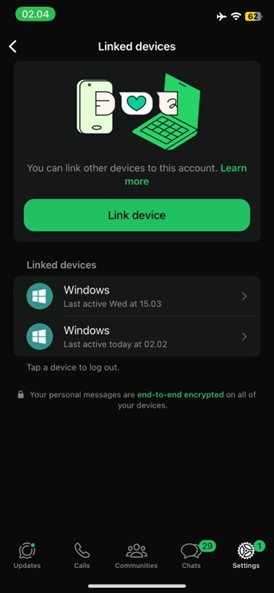 02.04
62
Linked devices
You can link other devices to this account. Learn
more
Link device
Linked devices
Windows
Last active Wed at 15.03
Windows
Last active today at 02.02
Tap a device to log out.
Your personal messages are end-to-end encrypted on all of
your devices.
29
1
Updates
Calls
Communities
Chats
Settings